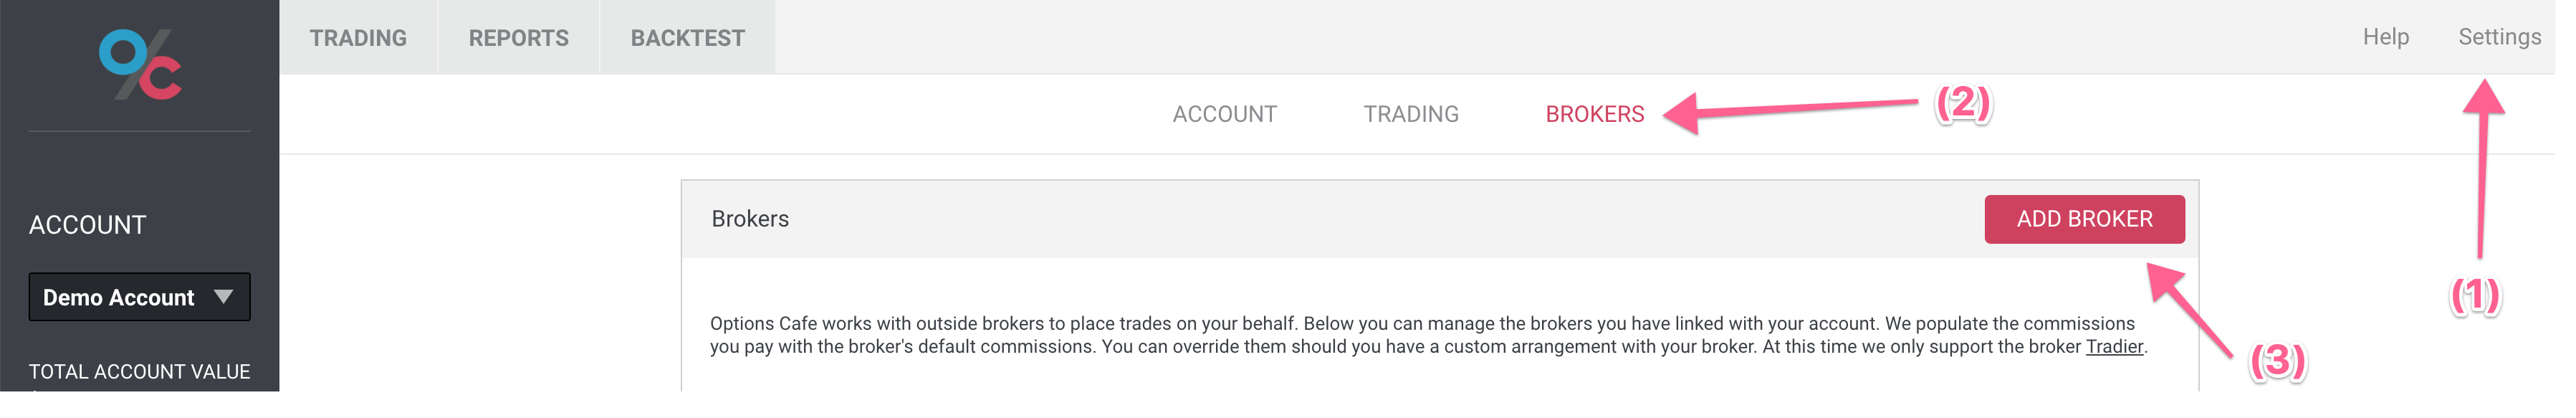 O/C
TRADING REPORTS BACKTEST Help Settings
ACCOUNT TRADING BROKERS (2)
Brokers ADD BROKER
ACCOUNT
(1)
Demo Account
Options Cafe works with outside brokers to place trades on your behalf. Below you can manage the brokers you have linked with your account. We populate the commissions
you pay with the broker's default commissions. You can override them should you have a custom arrangement with your broker. At this time we only support the broker Tradier.
(3)
TOTAL ACCOUNT VALUE